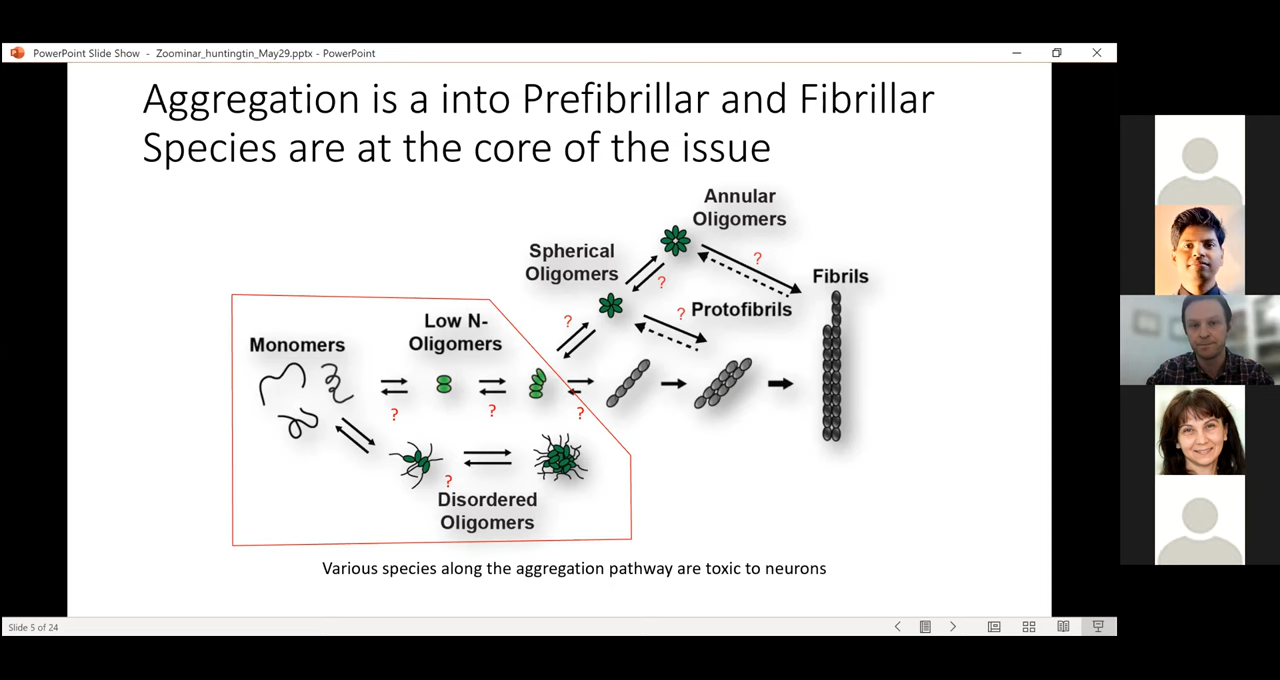 PowerPoint Slide Show - Zoominar_huntingtin_May29.pptx - PowerPoint
Aggregation is a into Prefibrillar and Fibrillar
Species are at the core of the issue
Annular
Oligomers
Spherical
Oligomers
?
?
Fibrils
?
?
Protofibrils
Low N-
Oligomers
Monomers
?
?
?
?
Disordered
Oligomers
Various species along the aggregation pathway are toxic to neurons
Slide 5 of 24